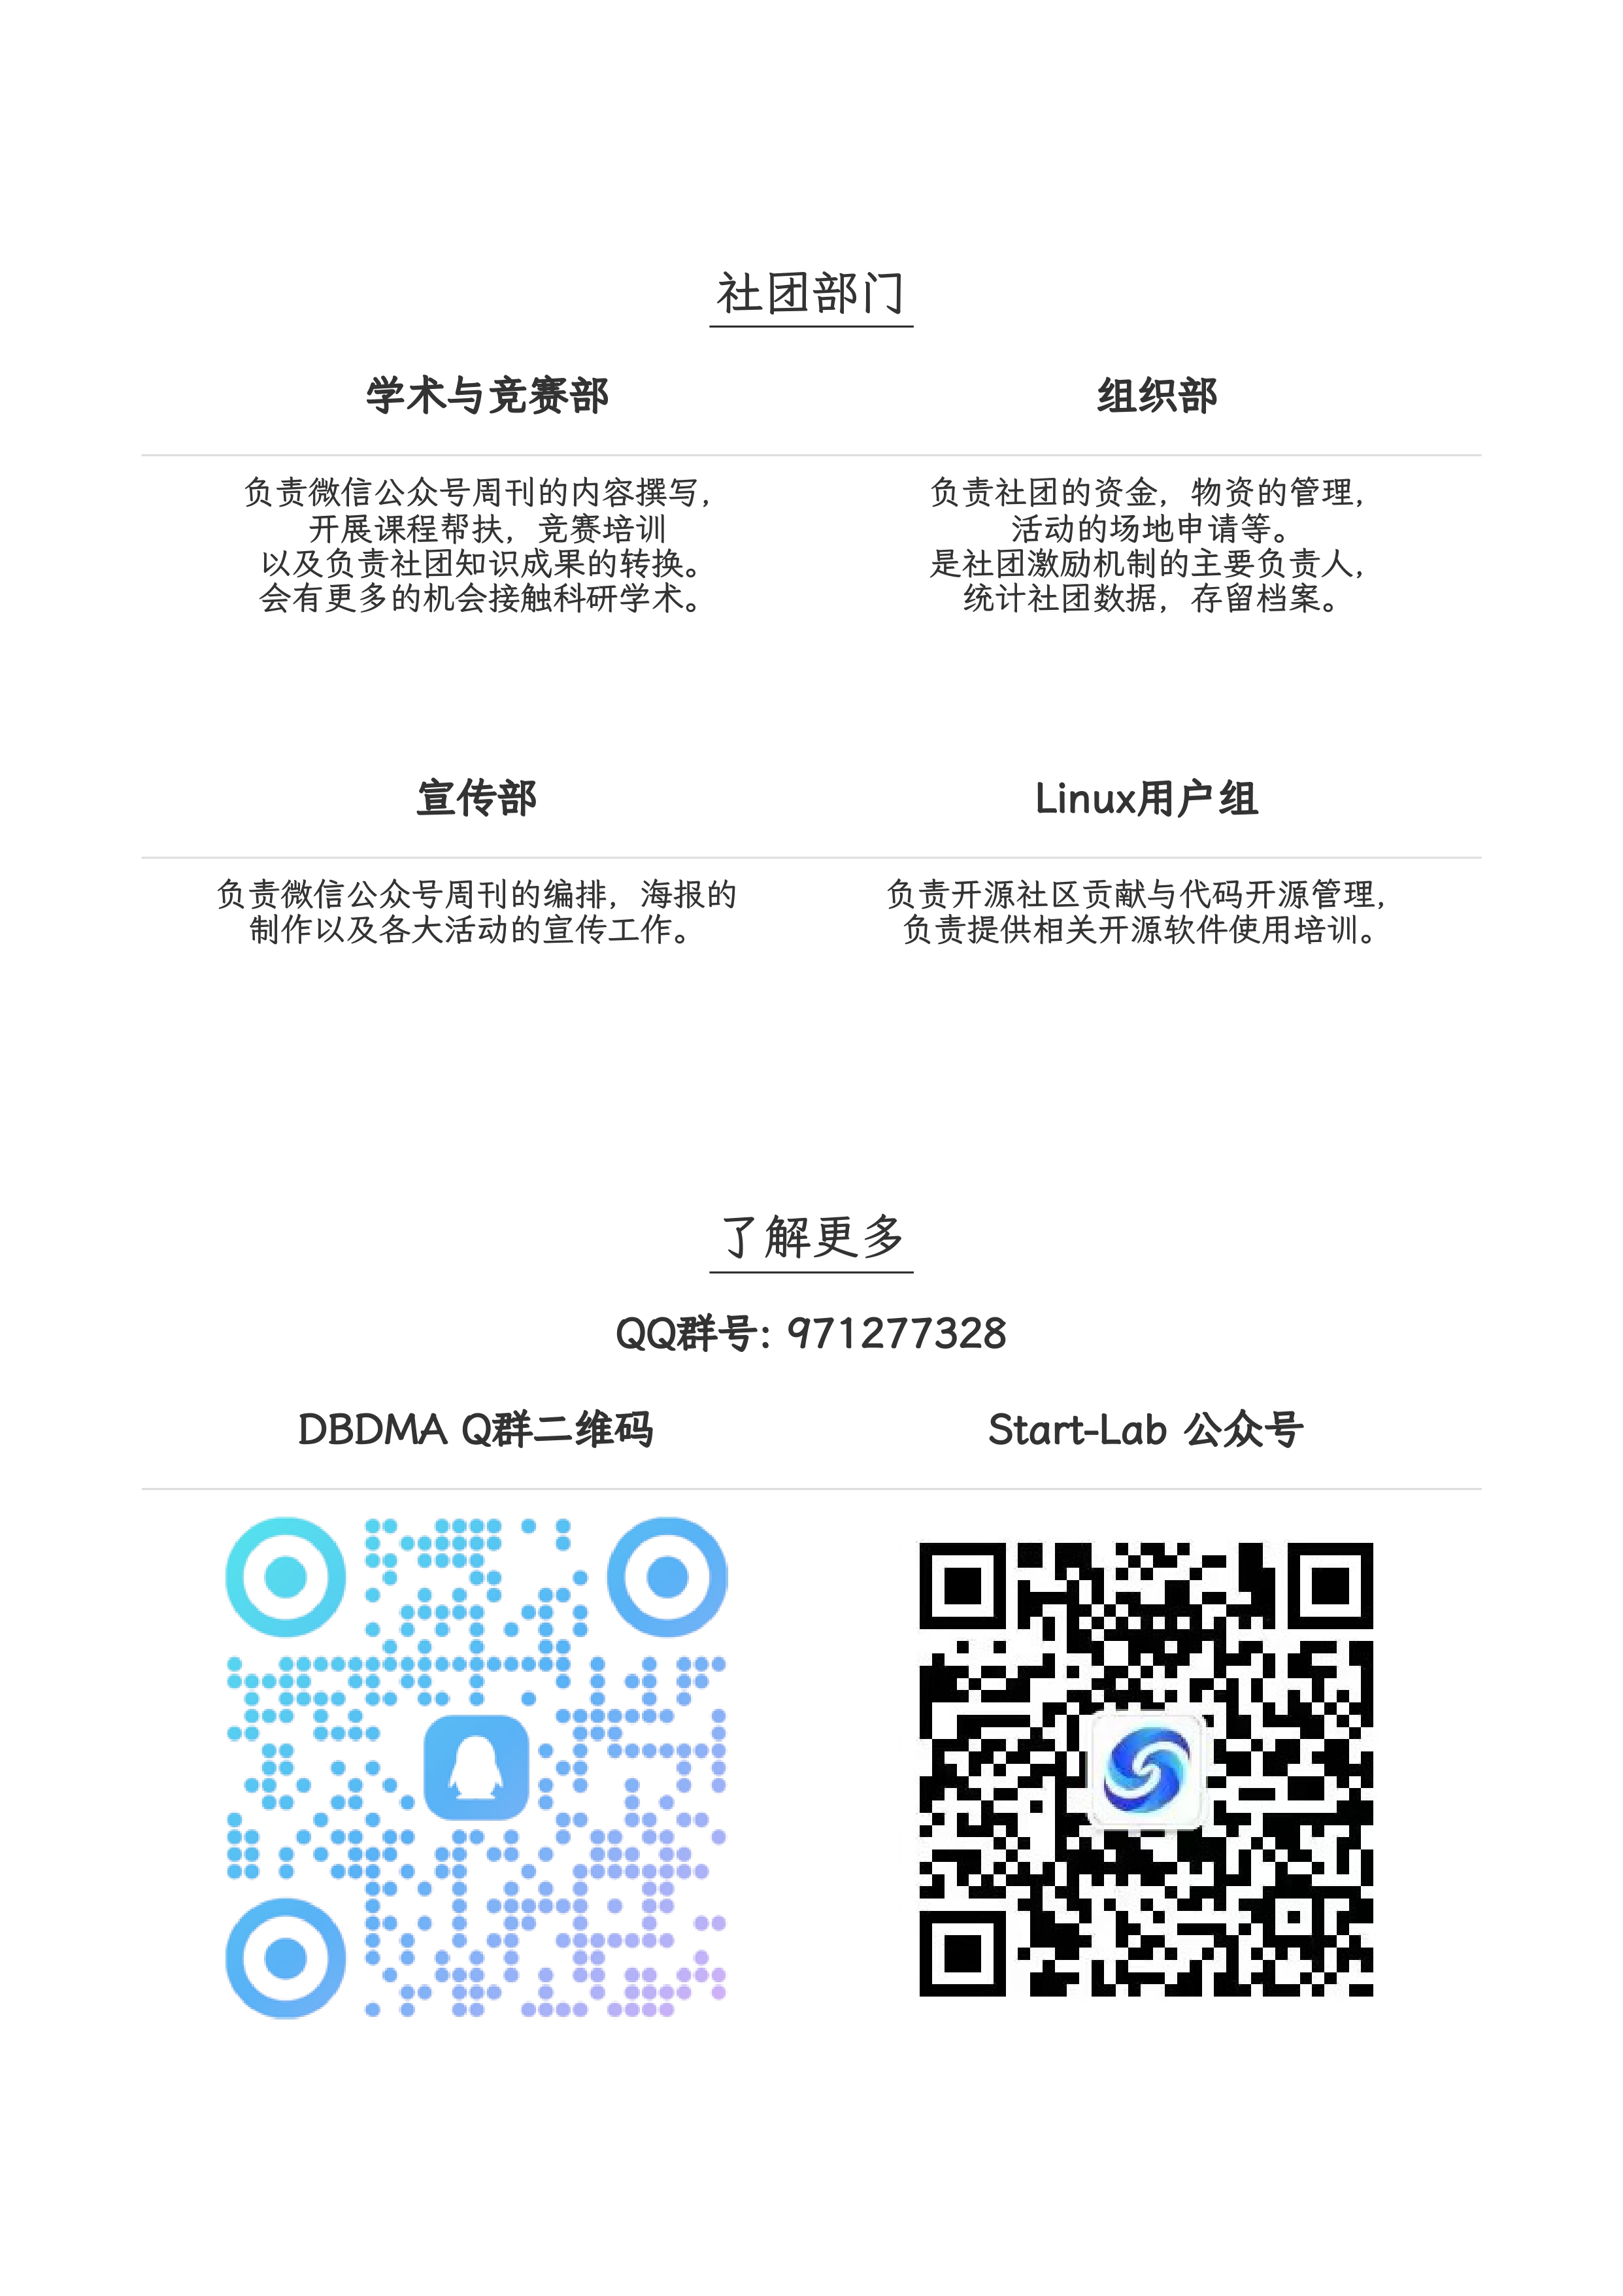 社团部门
学术与竞赛部
负责微信公众号周刊的内容撰写，
开展课程帮扶，竞赛培训
以及负责社团知识成果的转换。
会有更多的机会接触科研学术。
组织部
负责社团的资金，物资的管理，
活动的场地申请等。
是社团激励机制的主要负责人，
统计社团数据，存留档案。
宣传部
负责微信公众号周刊的编排，海报的
制作以及各大活动的宣传工作。
Linux用户组
负责开源社区贡献与代码开源管理，
负责提供相关开源软件使用培训。
了解更多
QQ群号: 971277328
DBDMA Q群二维码
Start-Lab 公众号